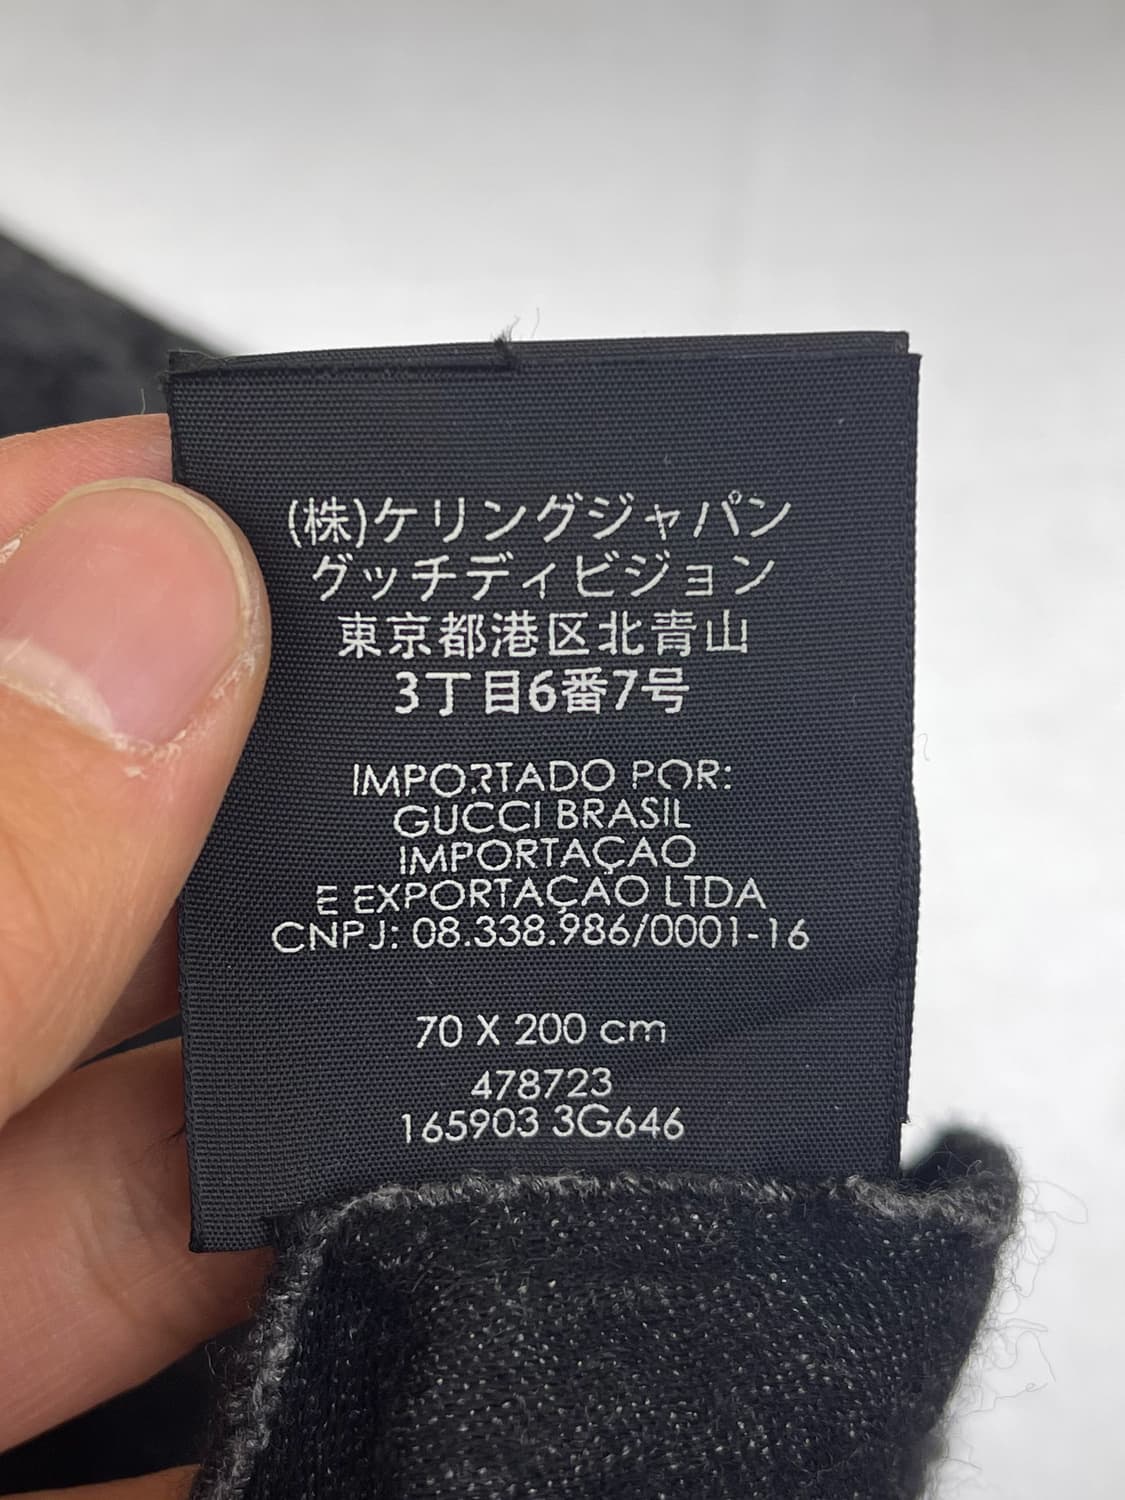 (株)ケリングジャパン
グッチディビジョン
東京都港区北青山
3丁目6番7号
IMPORTADO POR:
GUCCI BRASIL
IMPORTAÇAO
E EXPORTAÇAO LTDA
CNPJ: 08.338.986/0001-16
70 X 200 cm
478723
165903 3G646